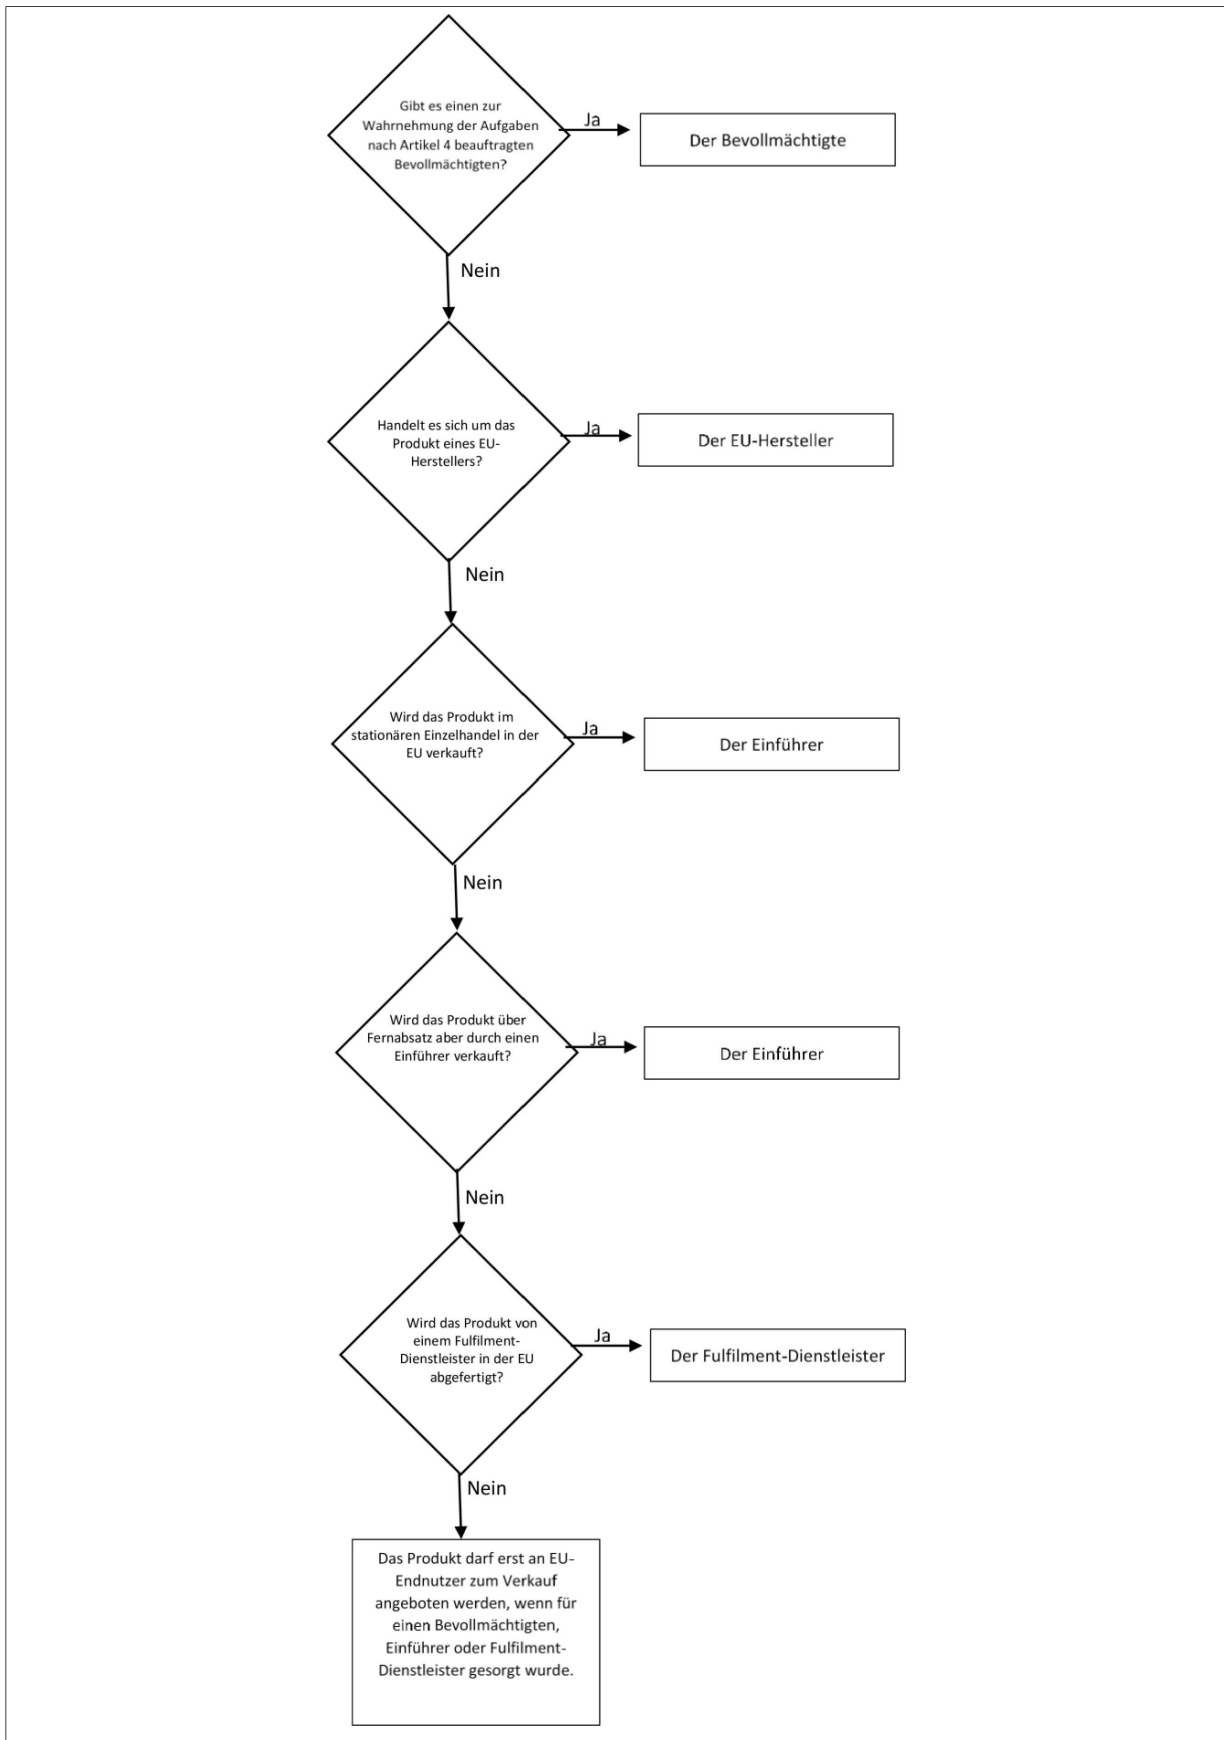 Gibt es einen zur
Wahrnehmung der Aufgaben
nach Artikel 4 beauftragten
Bevollmächtigten?
Ja
Der Bevollmächtigte
Nein
Handelt es sich um das
Produkt eines EU-
Herstellers?
Ja
Der EU-Hersteller
Nein
Wird das Produkt im
stationären Einzelhandel in der
EU verkauft?
Ja
Der Einführer
Nein
Wird das Produkt über
Fernabsatz aber durch einen
Einführer verkauft?
Ja
Der Einführer
Nein
Wird das Produkt von
einem Fulfilment-
Dienstleister in der EU
abgefertigt?
Ja
Der Fulfilment-Dienstleister
Nein
Das Produkt darf erst an EU-
Endnutzer zum Verkauf
angeboten werden, wenn für
einen Bevollmächtigten,
Einführer oder Fulfilment-
Dienstleister gesorgt wurde.